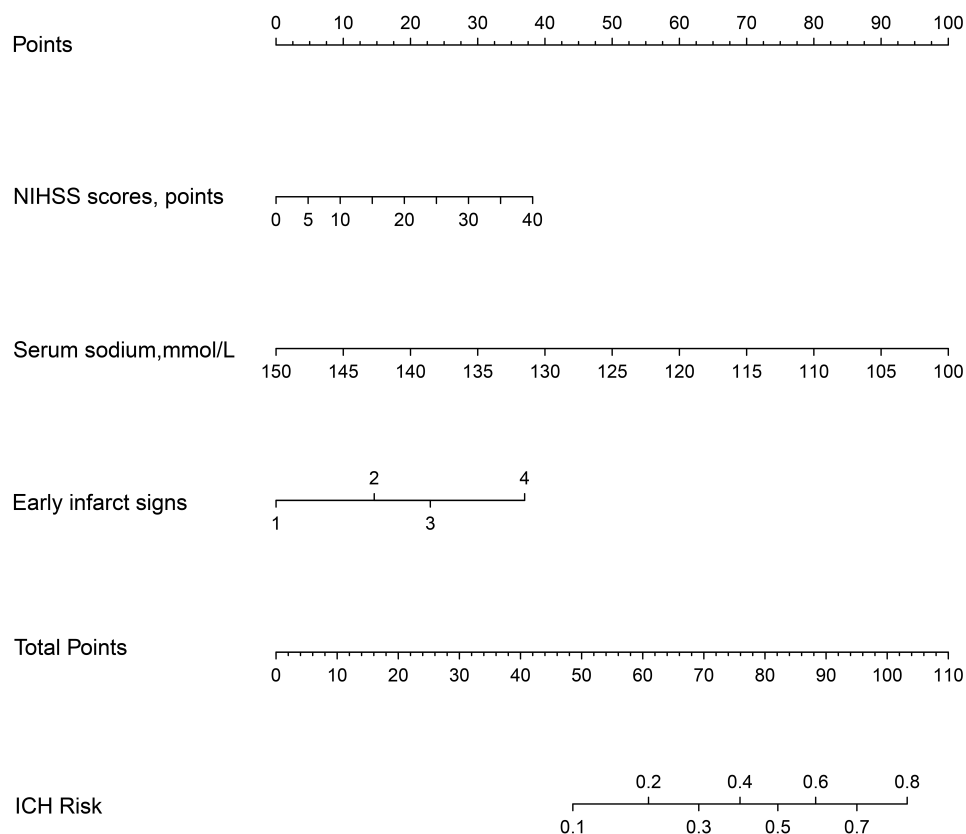 0 10 20 30 40 50 60 70 80 90 100
Points
NIHSS scores, points
0 5 10 20 30 40
Serum sodium,mmol/L
150 145 140 135 130 125 120 115 110 105 100
2 4
Early infarct signs
1 3
Total Points
0 10 20 30 40 50 60 70 80 90 100 110
0.2 0.4 0.6 0.8
ICH Risk
0.1 0.3 0.5 0.7